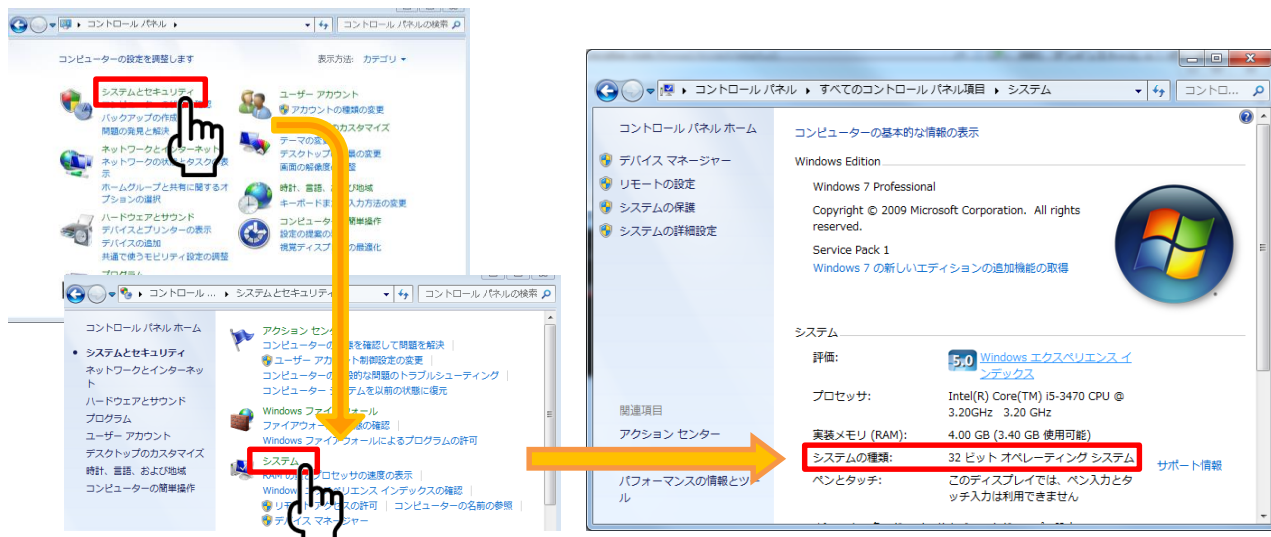 コントロール パネル
コントロール パネルの検索
コンピューターの設定を調整します
表示方法: カテゴリ
システムとセキュリティ
バックアップの作成
問題の発見と解決
ネットワークとインターネット
ネットワークの状況とタスクの表
示
ホームグループと共有に関するオ
プションの選択
ハードウェアとサウンド
デバイスとプリンターの表示
デバイスの追加
共通で使うモビリティ設定の調整
プログラム
ユーザー アカウント
アカウントの種類の変更
のカスタマイズ
テーマの変
デスクトップ の変更
画面の解像度
時計、言語、および地域
キーボードまた 入力方法の変更
コンピューター 簡単操作
設定の提案の
視覚ディスプ の最適化
コントロール ...
システムとセキュリティ
コントロール パネルの検索
コントロール パネル ホーム
システムとセキュリティ
ネットワークとインターネッ
ト
ハードウェアとサウンド
プログラム
ユーザー アカウント
デスクトップのカスタマイズ
時計、言語、および地域
コンピューターの簡単操作
アクション セン
コンピューター を確認して問題を解決
ユーザー アカ ト制御設定の変更
コンピューターの 的な問題のトラブルシューティング
コンピューター テムを以前の状態に復元
Windows ファイ ォール
ファイアウォー の確認
Windows ファイアウォールによるプログラムの許可
システム
RAM の プロセッサの速度の表示
Window リエンス インデックスの確認
リモ セスの許可
コンピューターの名前の参照
デバイス マネージャー
コントロール パネル
すべてのコントロール パネル項目
システム
コントロ...
コントロール パネル ホーム
デバイス マネージャー
リモートの設定
システムの保護
システムの詳細設定
関連項目
アクション センター
パフォーマンスの情報とツー
ル
コンピューターの基本的な情報の表示
Windows Edition
Windows 7 Professional
Copyright © 2009 Microsoft Corporation. All rights
reserved.
Service Pack 1
Windows 7 の新しいエディションの追加機能の取得
システム
評価:
5.0 Windows エクスペリエンス イ
ンデックス
プロセッサ:
Intel(R) Core(TM) i5-3470 CPU @
3.20GHz 3.20 GHz
実装メモリ (RAM):
4.00 GB (3.40 GB 使用可能)
システムの種類:
32 ビット オペレーティング システム
ペンとタッチ:
このディスプレイでは、ペン入力とタ
ッチ入力は利用できません
サポート情報